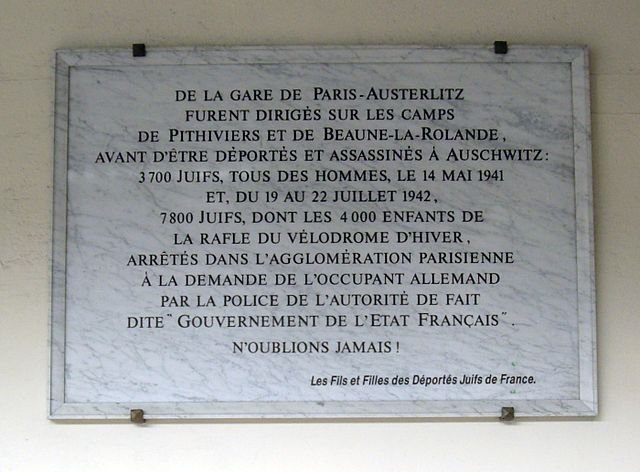 DE LA GARE DE PARIS-AUSTERLITZ
FURENT DIRIGÉS SUR LES CAMPS
DE PITHIVIERS ET DE BEAUNE-LA-ROLANDE,
AVANT D'ÊTRE DÉPORTÉS ET ASSASSINÉS À AUSCHWITZ:
3700 JUIFS, TOUS DES HOMMES, LE 14 MAI 1941
ET, DU 19 AU 22 JUILLET 1942,
7800 JUIFS, DONT LES 4000 ENFANTS DE
LA RAFLE DU VÉLODROME D'HIVER,
ARRÊTÉS DANS L'AGGLOMÉRATION PARISIENNE
À LA DEMANDE DE L'OCCUPANT ALLEMAND
PAR LA POLICE DE L'AUTORITÉ DE FAIT
DITE "GOUVERNEMENT DE L'ETAT FRANÇAIS".
N'OUBLIONS JAMAIS!
Les Fils et Filles des Déportés Juifs de France.